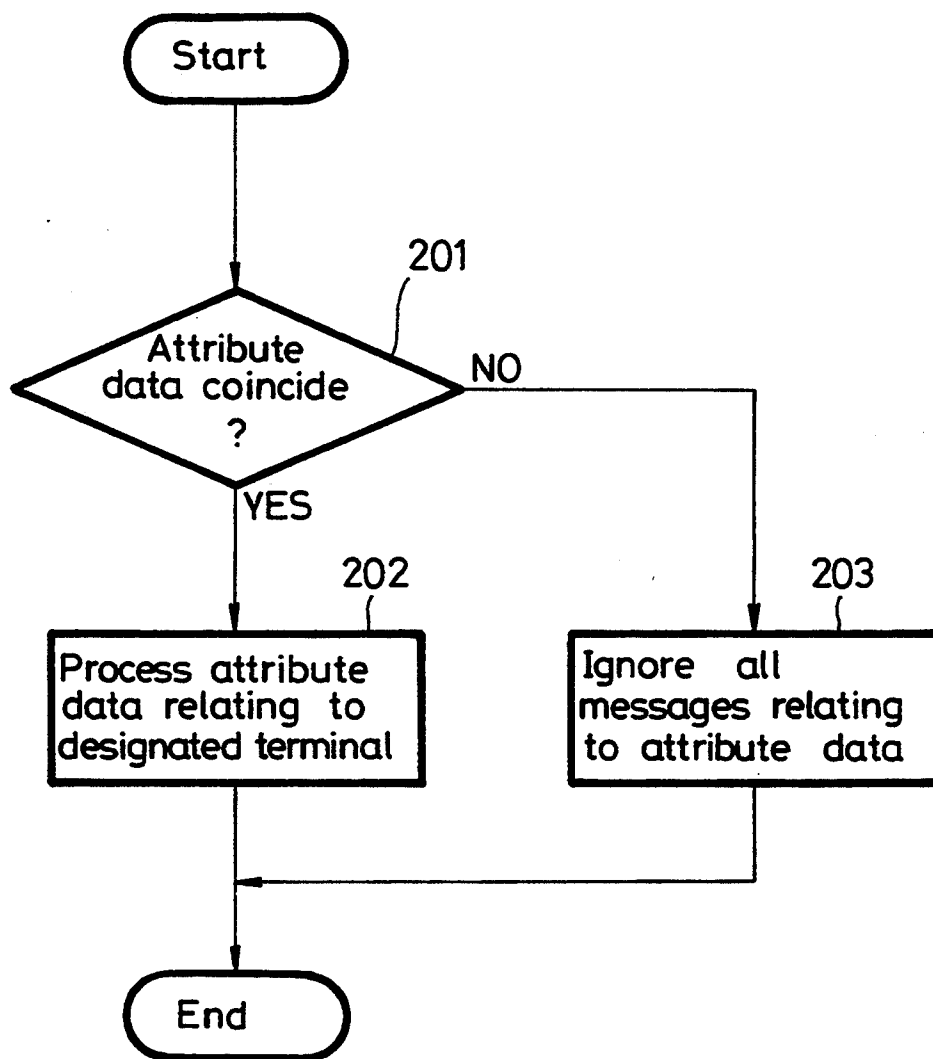 Start
201
Attribute
data coincide
?
NO
YES
202
Process attribute
data relating to
designated terminal
203
Ignore all
messages relating
to attribute data
End